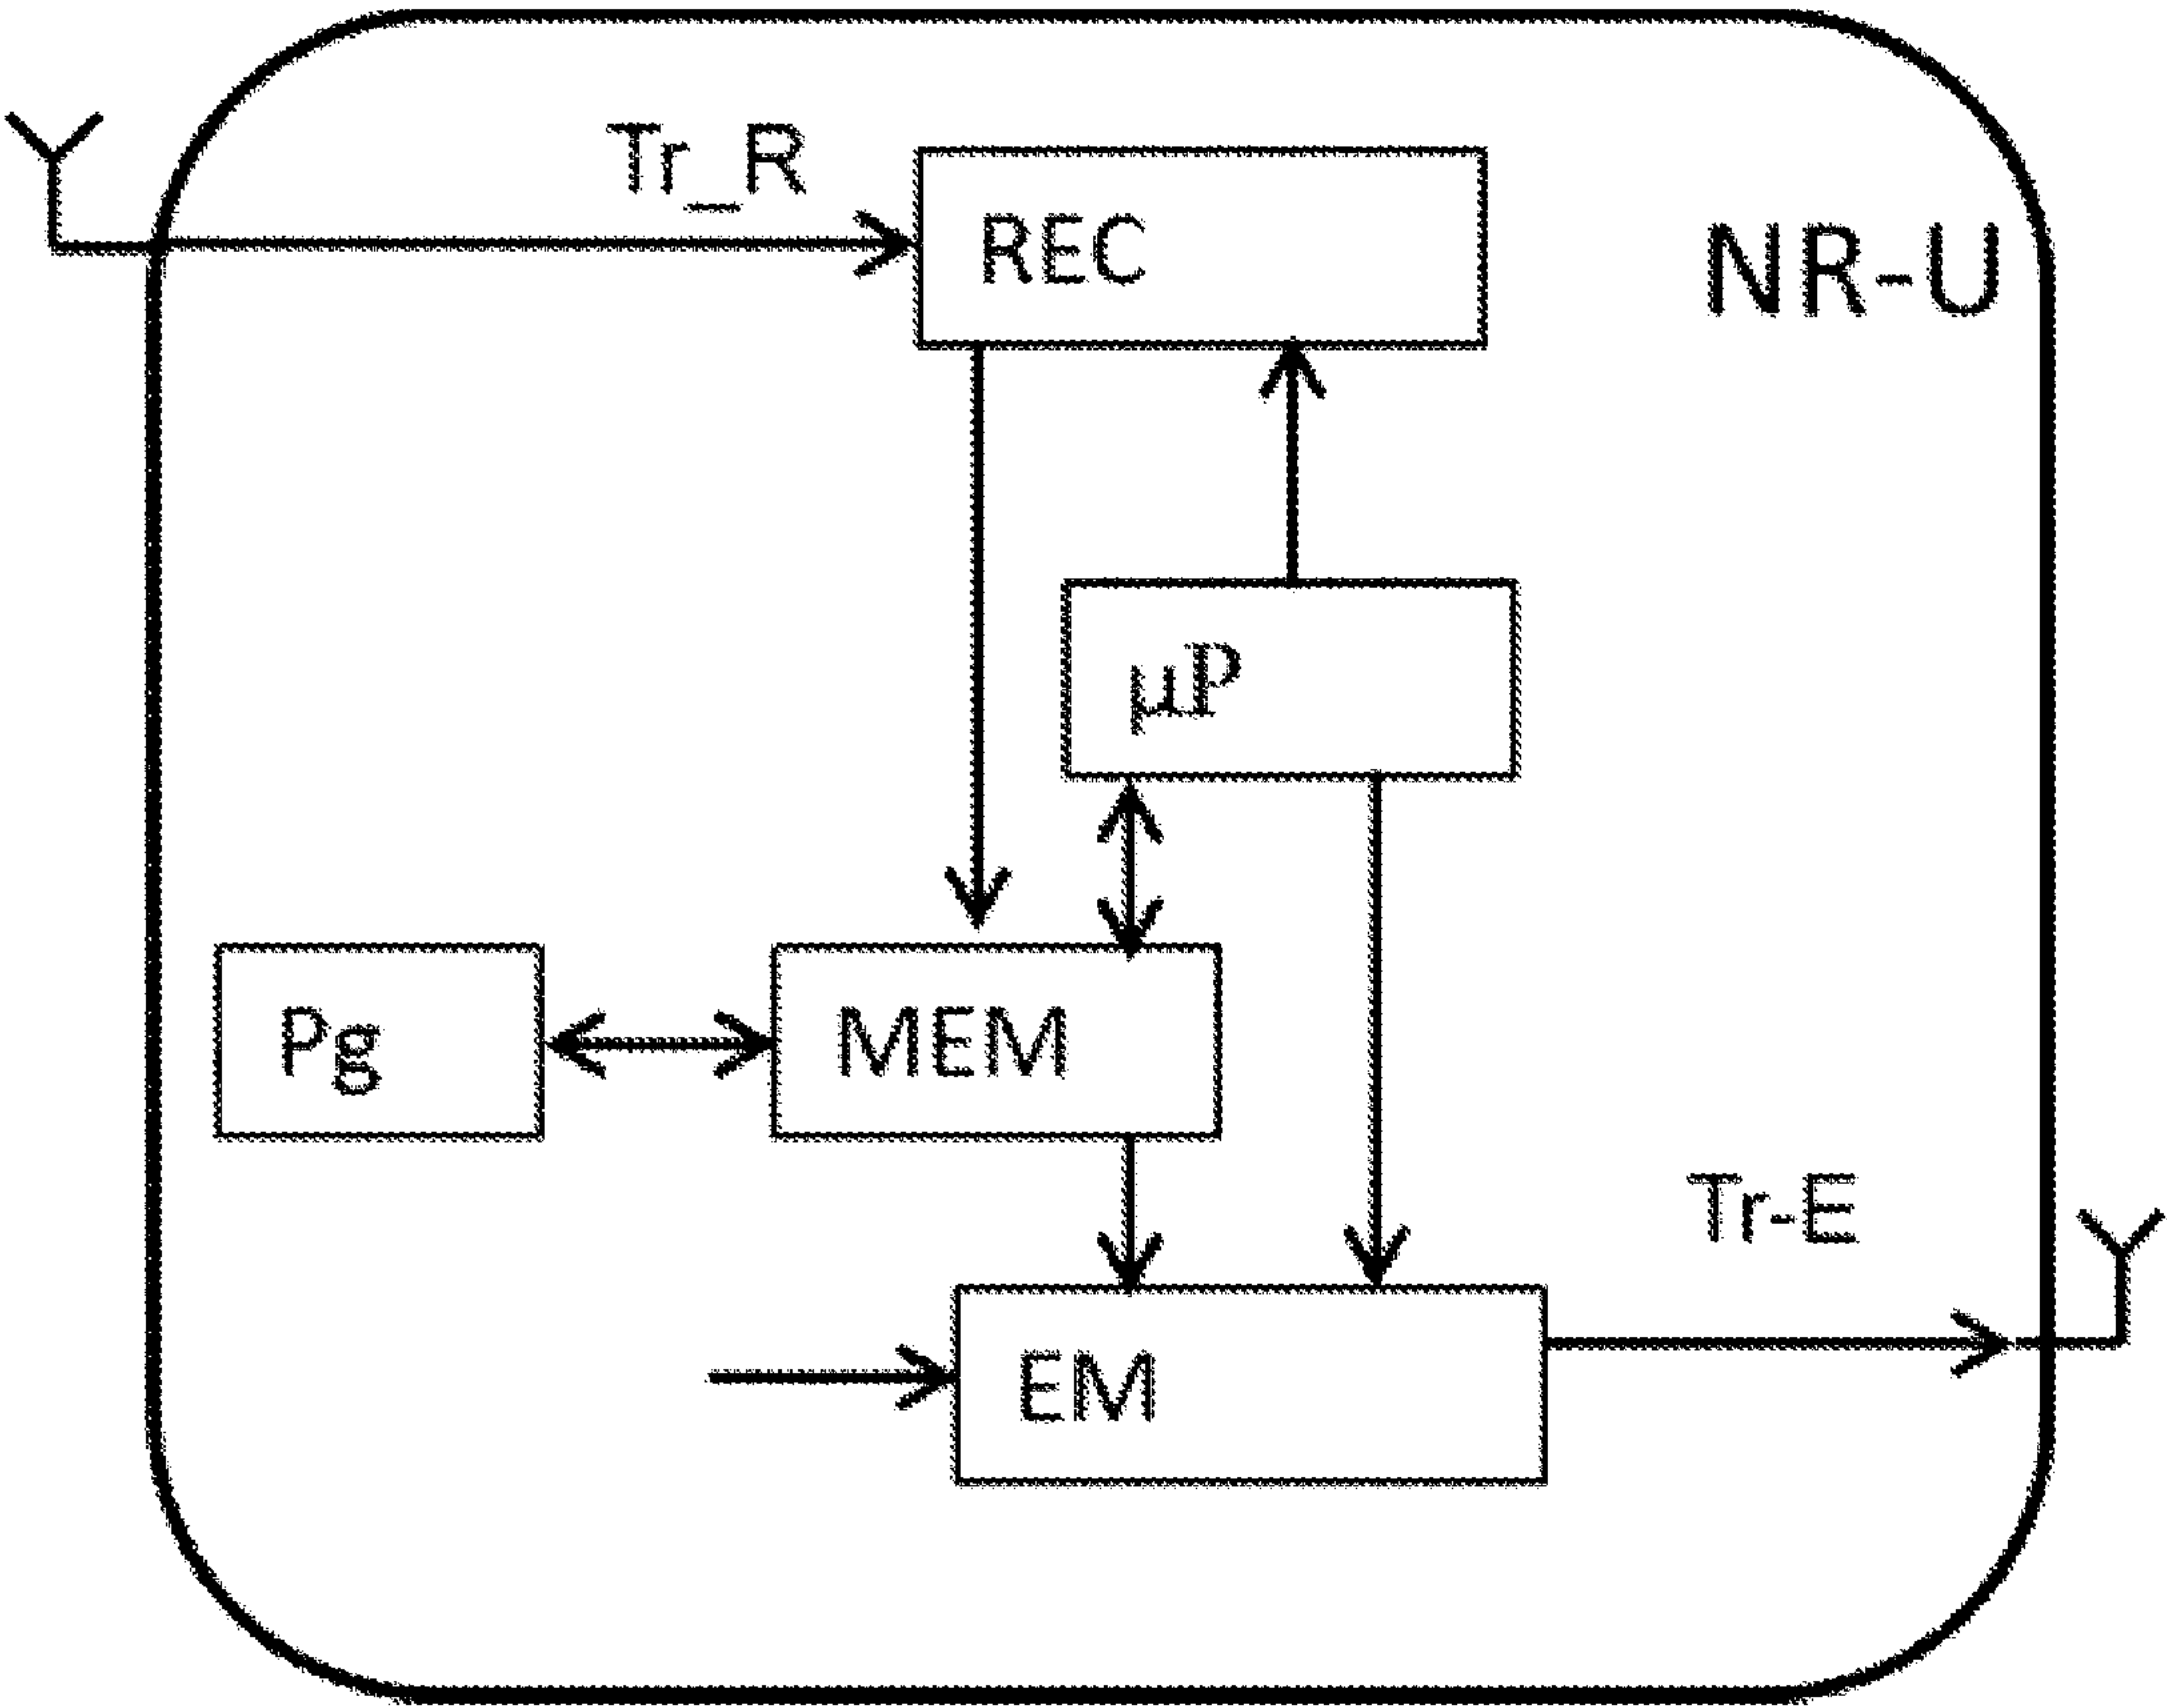 Tr_R
REC
NR-U
µP
Pg
MEM
Tr-E
EM